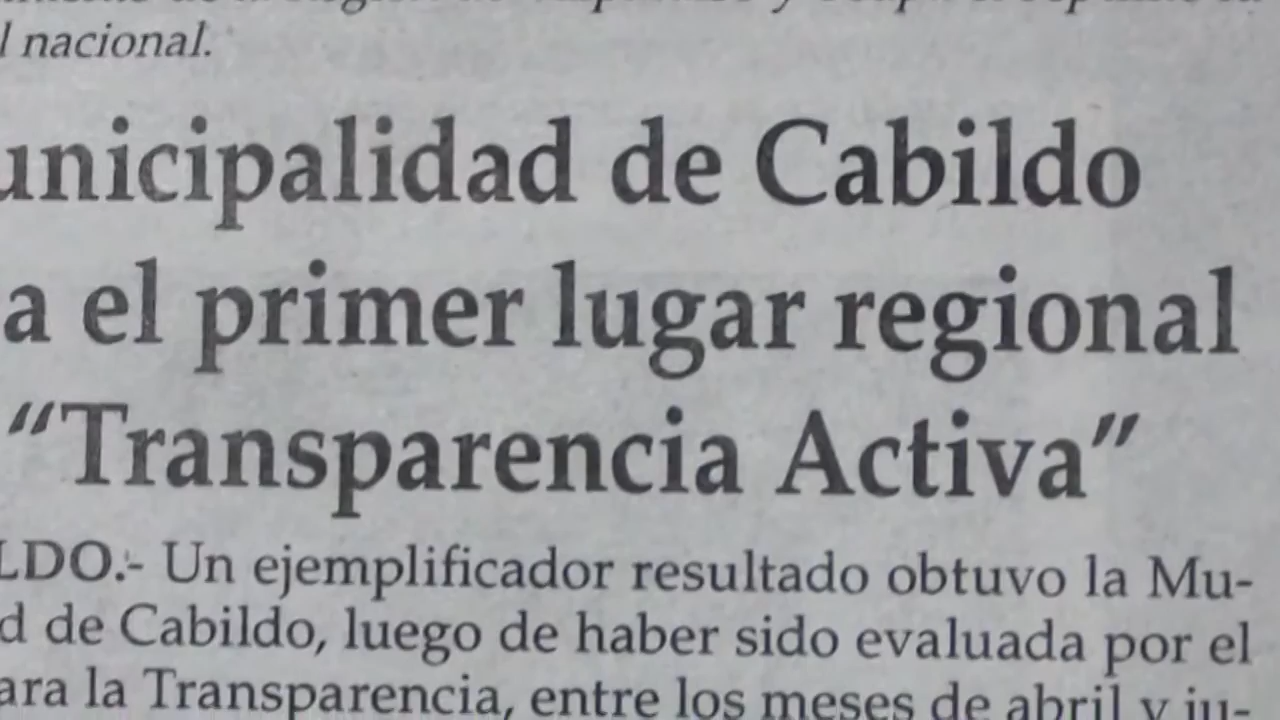 l nacional.
unicipalidad de Cabildo
a el primer lugar regional
“Transparencia Activa”
LDO.- Un ejemplificador resultado obtuvo la Mu-
d de Cabildo, luego de haber sido evaluada por el
ara la Transparencia, entre los meses de abril y ju-